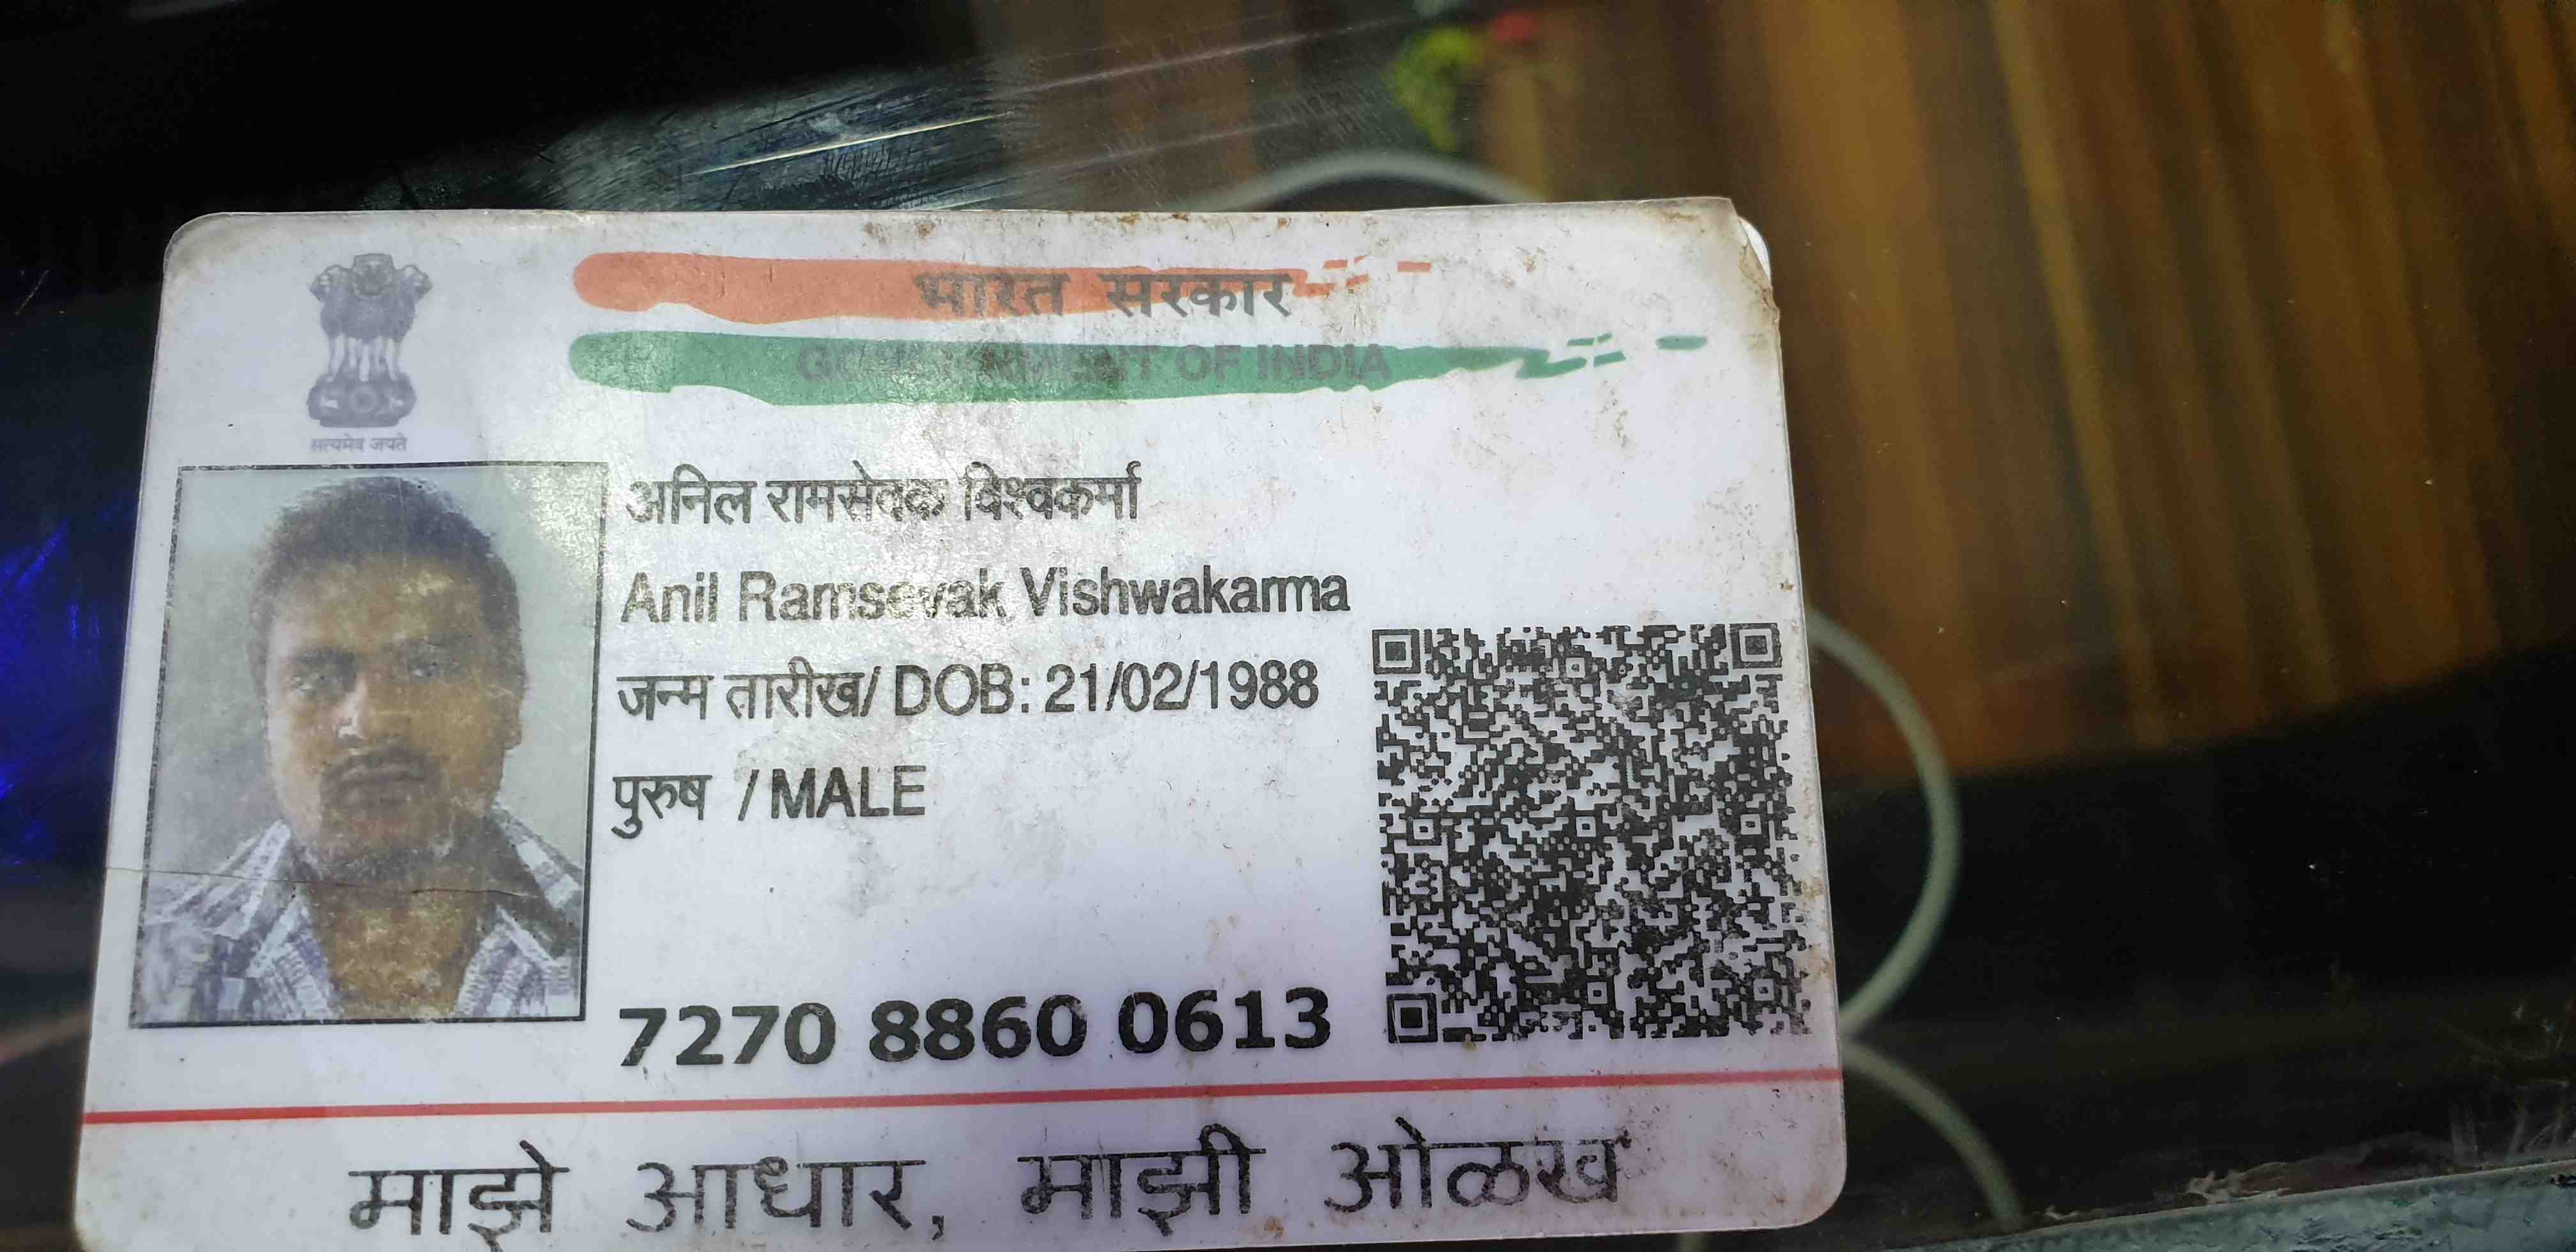 भारत सरकार
GOVERNMENT OF INDIA
सत्यमेव जयते
अनिल रामसेवक विश्वकर्मा
Anil Ramsevak Vishwakarma
जन्म तारीख/ DOB: 21/02/1988
पुरुष / MALE
7270 8860 0613
माझे आधार, माझी ओळख